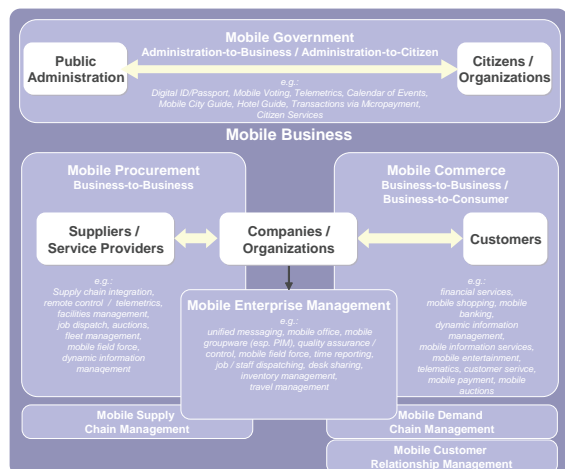 Mobile Government
Administration-to-Business / Administration-to-Citizen
Public
Administration
Citizens /
Organizations
e.g.:
Digital ID/Passport, Mobile Voting, Telemetrics, Calendar of Events,
Mobile City Guide, Hotel Guide, Transactions via Micropayment,
Citizen Services
Mobile Business
Mobile Procurement
Business-to-Business
Mobile Commerce
Business-to-Business /
Business-to-Consumer
Suppliers /
Service Providers
Companies /
Organizations
Customers
e.g.:
Supply chain integration,
remote control / telemetrics,
facilities management,
job dispatch, auctions,
fleet management,
mobile field force,
dynamic information
management
Mobile Enterprise Management
e.g.:
unified messaging, mobile office, mobile
groupware (esp. PIM), quality assurance /
control, mobile field force, time reporting,
job / staff dispatching, desk sharing,
inventory management,
travel management
e.g.:
financial services,
mobile shopping, mobile
banking,
dynamic information
management,
mobile information services,
mobile entertainment,
telematics, customer serivce,
mobile payment, mobile
auctions
Mobile Supply
Chain Management
Mobile Demand
Chain Management
Mobile Customer
Relationship Management